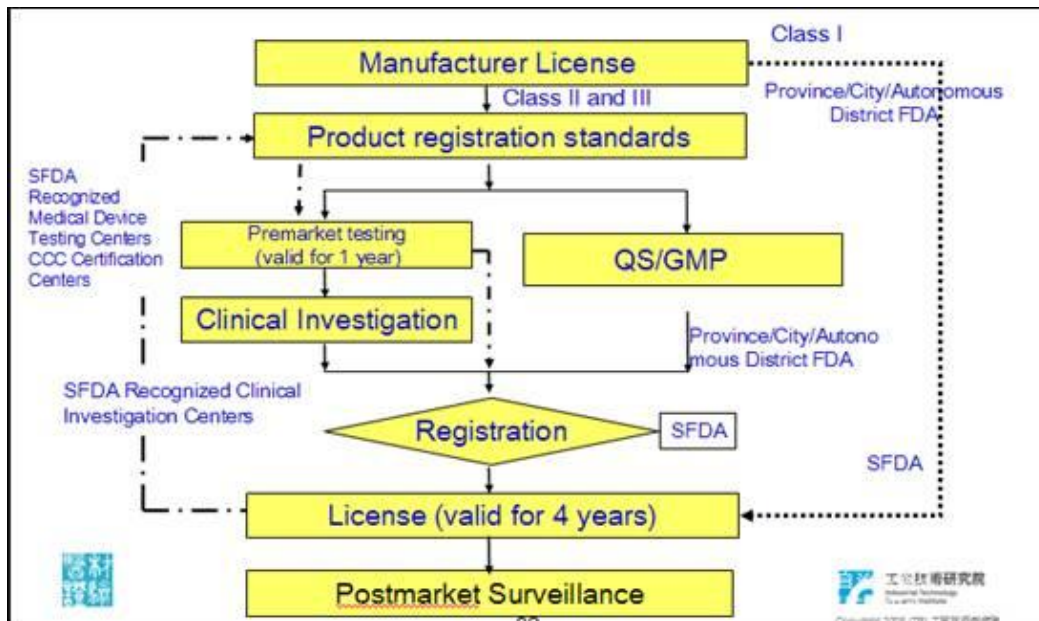 Class I
Manufacturer License
Province/City/Autonomous
District FDA
Class II and III
Product registration standards
SFDA
Recognized
Medical Device
Testing Centers
CCC Certification
Centers
Premarket testing
(valid for 1 year)
QS/GMP
Clinical Investigation
Province/City/Autono
mous District FDA
SFDA Recognized Clinical
Investigation Centers
Registration
SFDA
SFDA
License (valid for 4 years)
Postmarket Surveillance
工業技術研究院
Industrial Technology